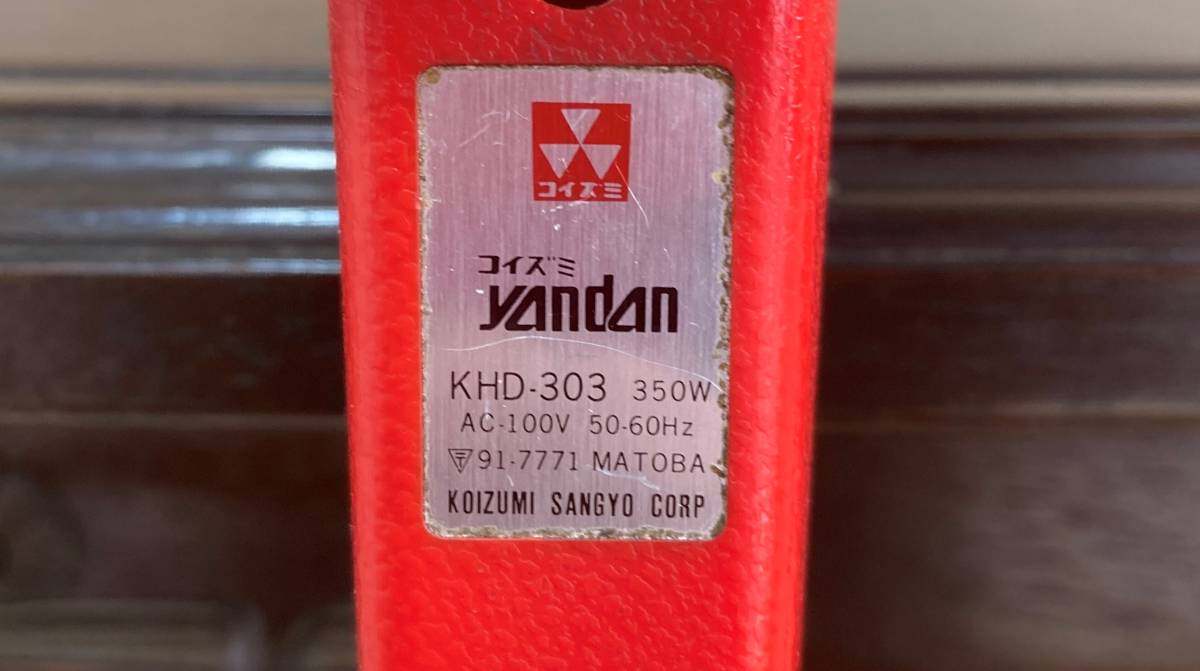 コイズミ
コイズミ
yandan
KHD-303 350W
AC-100V 50-60Hz
〒91-7771 MATOBA
KOIZUMI SANGYO CORP